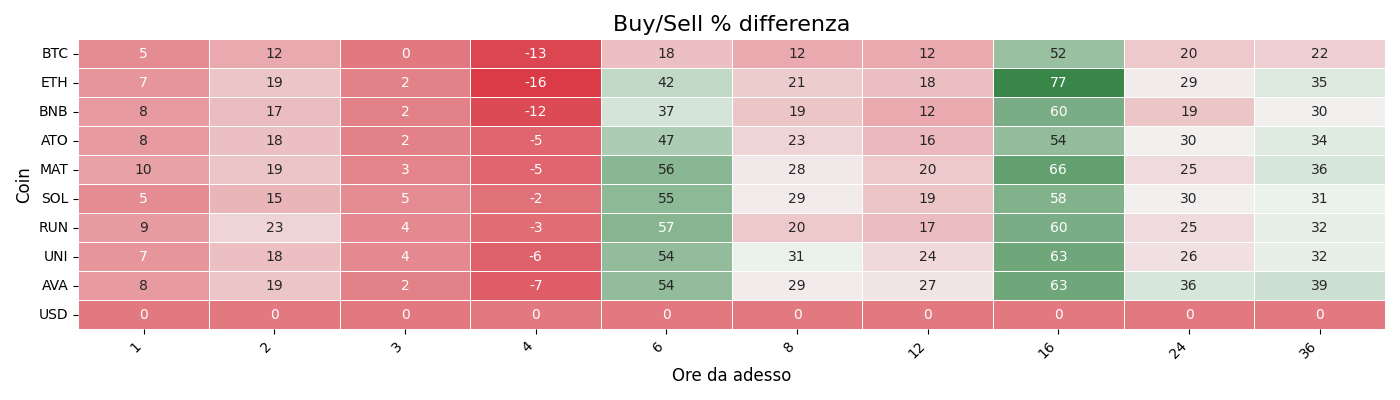 Buy/Sell % differenza
Coin
BTC 5 12 0 -13 18 12 12 52 20 22
ETH 7 19 2 -16 42 21 18 77 29 35
BNB 8 17 2 -12 37 19 12 60 19 30
ATO 8 18 2 -5 47 23 16 54 30 34
MAT 10 19 3 -5 56 28 20 66 25 36
SOL 5 15 5 -2 55 29 19 58 30 31
RUN 9 23 4 -3 57 20 17 60 25 32
UNI 7 18 4 -6 54 31 24 63 26 32
AVA 8 19 2 -7 54 29 27 63 36 39
USD 0 0 0 0 0 0 0 0 0 0
1 2 3 4 6 8 12 16 24 36
Ore da adesso